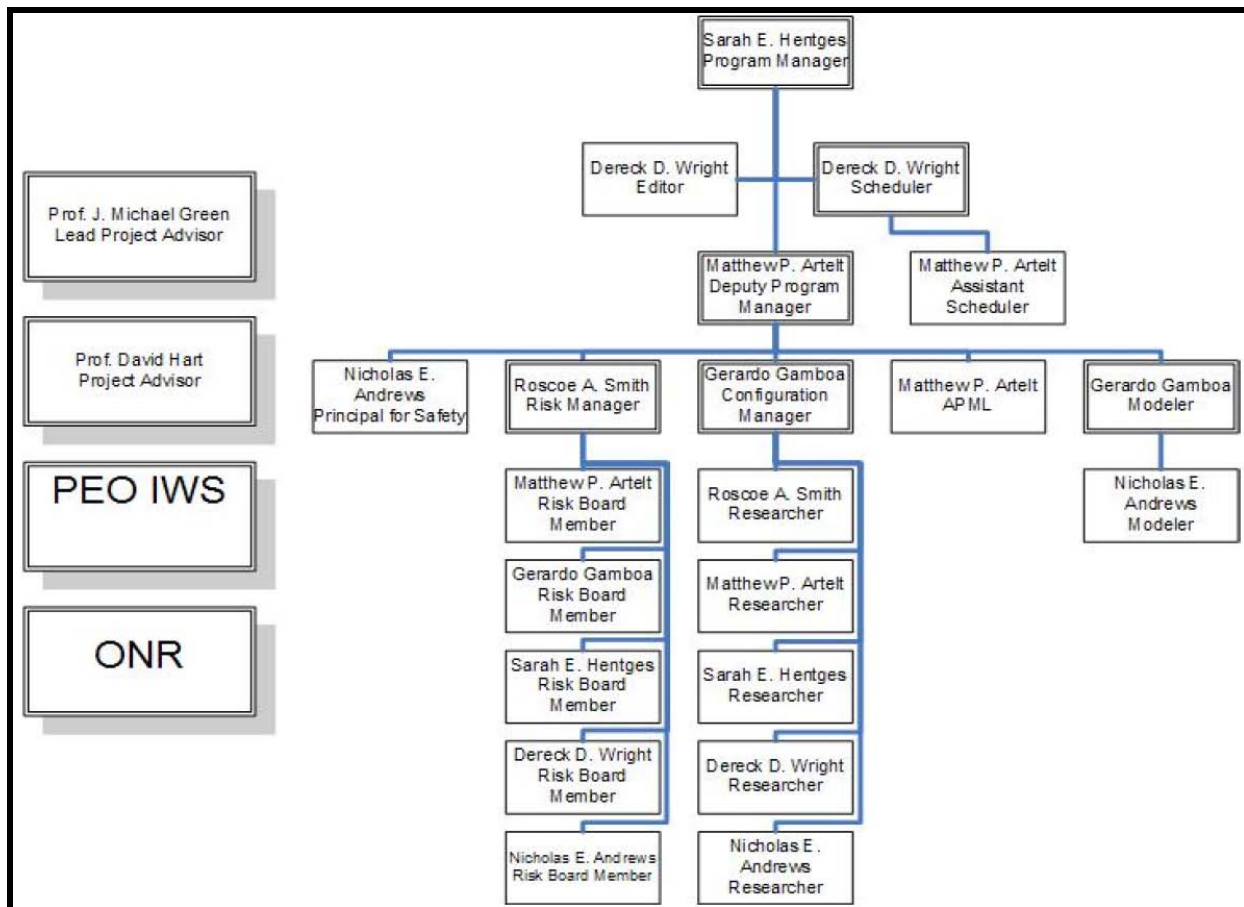 Sarah E. Hentges
Program Manager
Dereck D. Wright
Editor
Dereck D. Wright
Scheduler
Prof. J. Michael Green
Lead Project Advisor
Matthew P. Artelt
Deputy Program
Manager
Matthew P. Artelt
Assistant
Scheduler
Prof. David Hart
Project Advisor
Nicholas E.
Andrews
Principal for Safety
Roscoe A. Smith
Risk Manager
Gerardo Gamboa
Configuration
Manager
Matthew P. Artelt
APML
Gerardo Gamboa
Modeler
PEO IWS
Matthew P. Artelt
Risk Board
Member
Roscoe A. Smith
Researcher
Nicholas E.
Andrews
Modeler
Gerardo Gamboa
Risk Board
Member
Matthew P. Artelt
Researcher
ONR
Sarah E. Hentges
Risk Board
Member
Sarah E. Hentges
Researcher
Dereck D. Wright
Risk Board
Member
Dereck D. Wright
Researcher
Nicholas E. Andrews
Risk Board Member
Nicholas E.
Andrews
Researcher